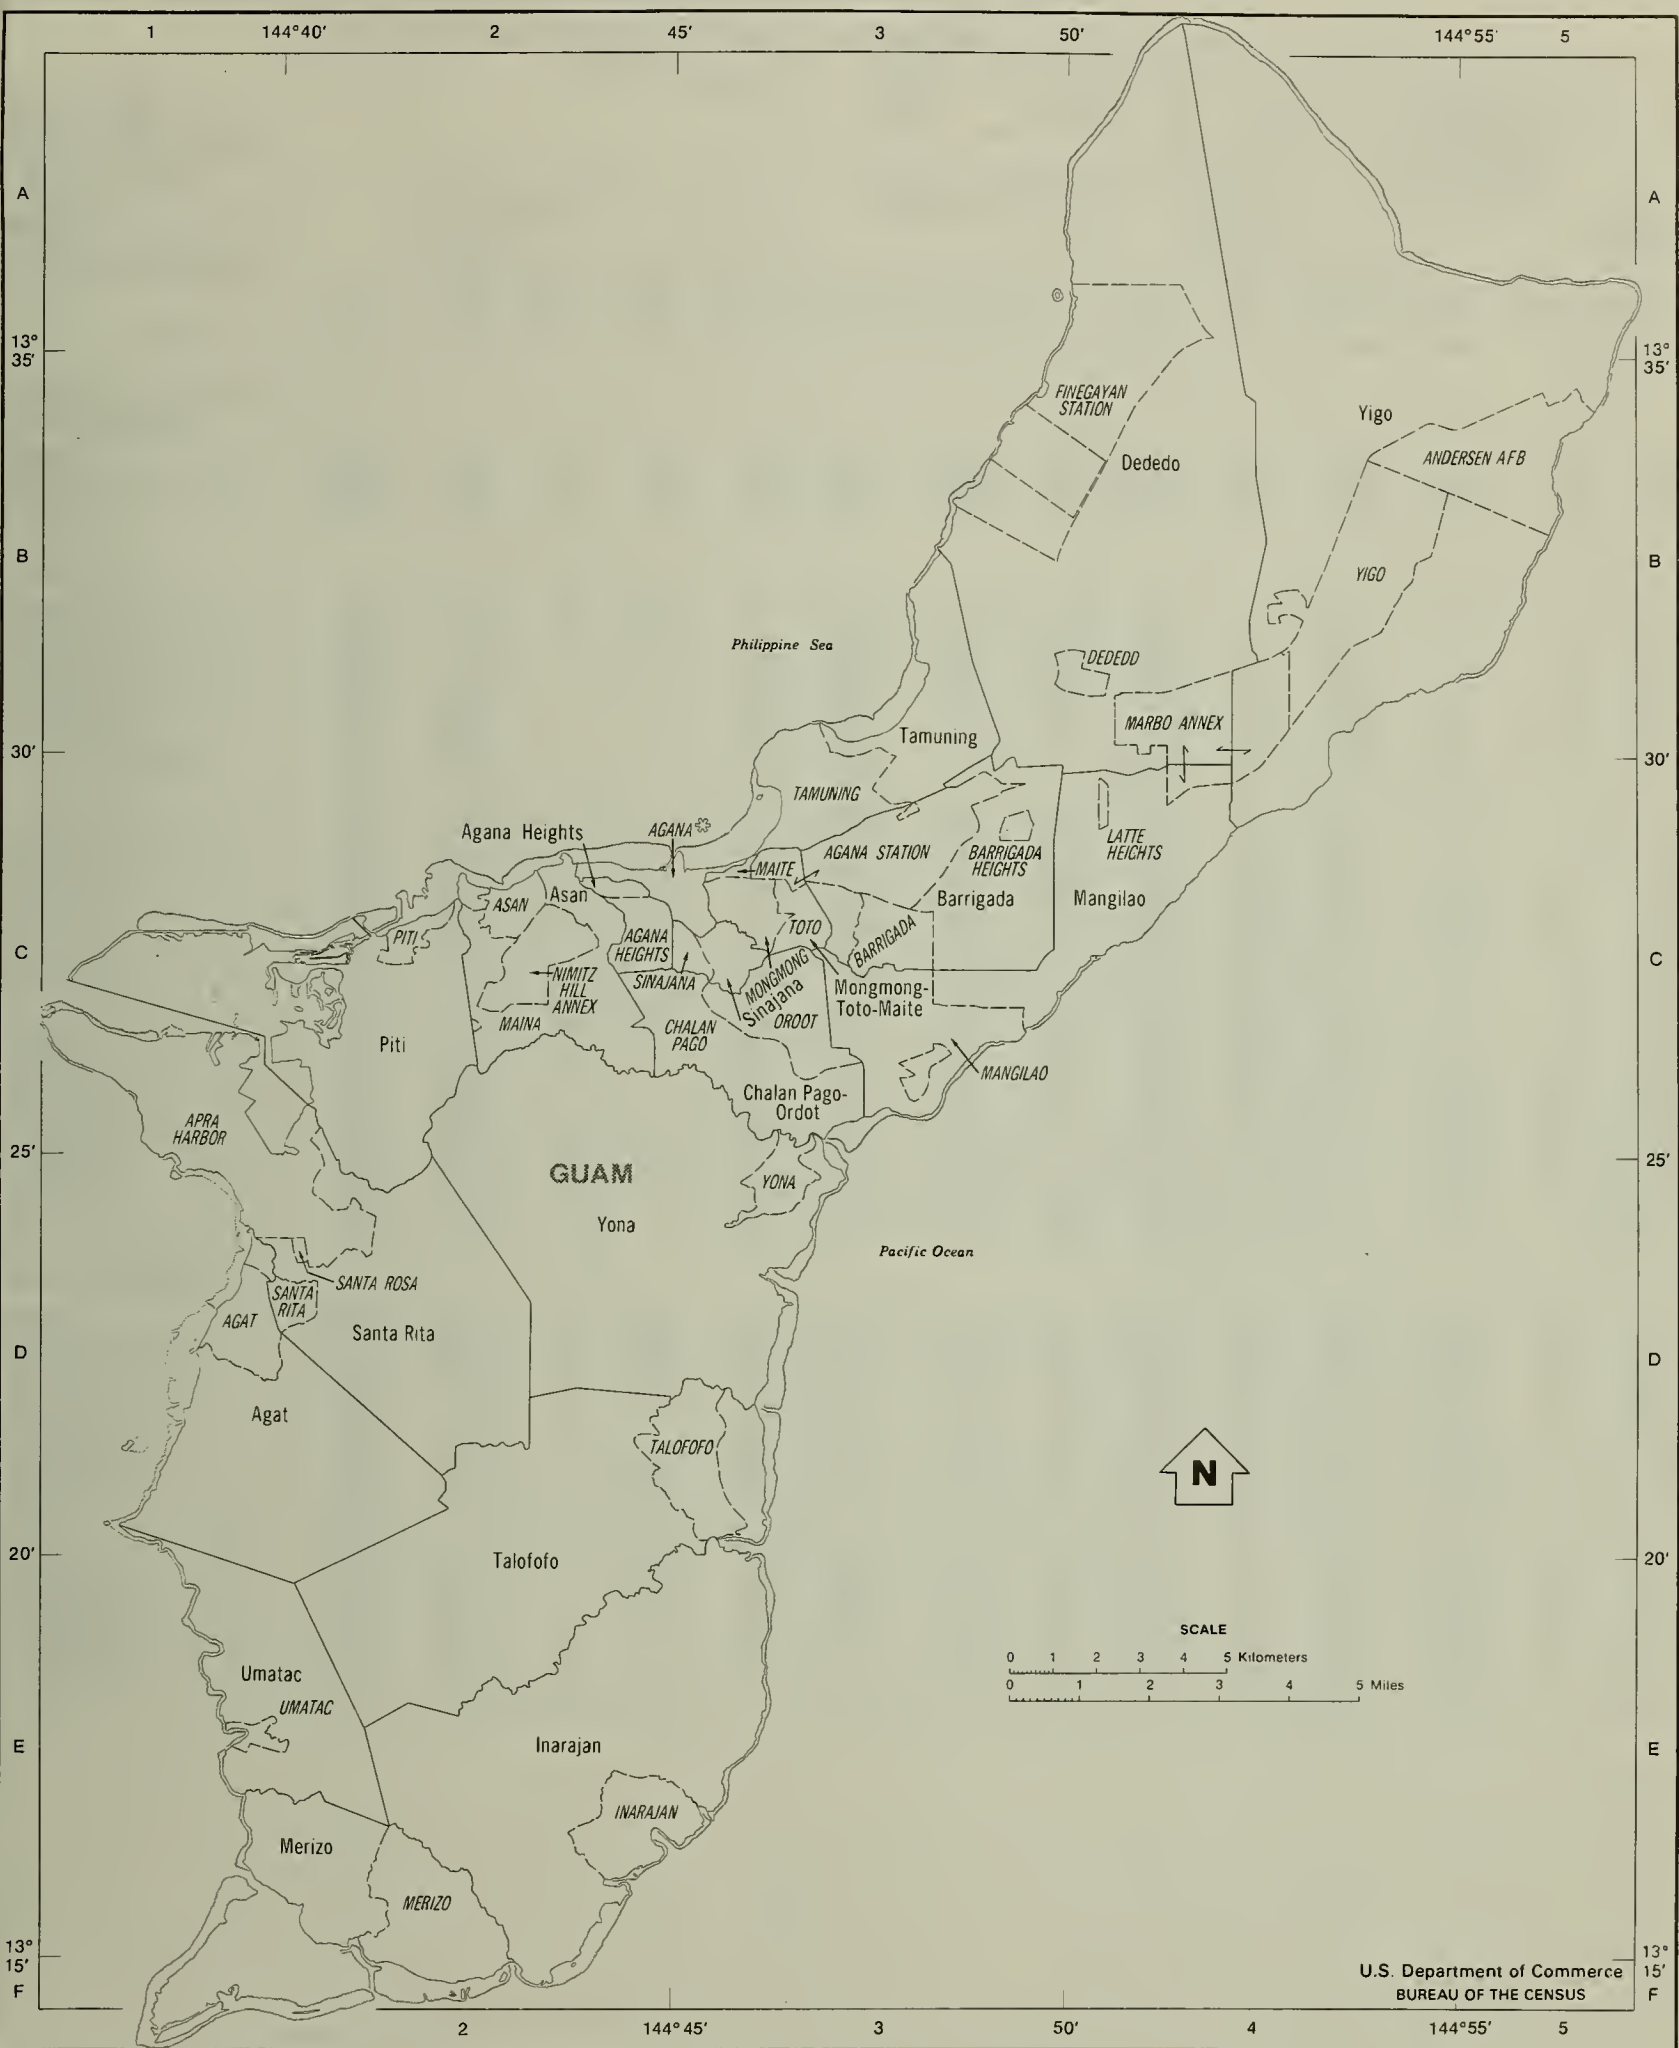 1 144°40' 2 45' 3 50' 144°55' 5
A A
13°
35'
13°
35'
FINEGAYAN
STATION
Yigo
Dededo
ANDERSEN AFB
B B
YIGO
Philippine Sea
DEDEDD
MARBO ANNEX
Tamuning
30' 30'
TAMUNING
Agana Heights
AGANA*
LATTE
HEIGHTS
AGANA STATION
BARRIGADA
HEIGHTS
MAITE
Asan
Barrigada
Mangilao
ASAN
TOTO
BARRIGADA
PITI
AGANA
HEIGHTS
C C
SINAJANA
MONGMONG
Sinajana
NIMITZ
HILL
ANNEX
Mongmong-
Toto-Maite
MAINA
OROOT
CHALAN
PAGO
Piti
MANGILAO
Chalan Pago-
Ordot
APRA
HARBOR
25' 25'
GUAM
YONA
Yona
Pacific Ocean
SANTA ROSA
SANTA
RITA
AGAT
Santa Rita
D D
Agat
TALOFOFO
N
20' 20'
Talofofo
SCALE
0 1 2 3 4 5 Kilometers
0 1 2 3 4 5 Miles
Umatac
UMATAC
Inarajan
E E
INARAJAN
Merizo
MERIZO
13°
15'
13°
15'
U.S. Department of Commerce
BUREAU OF THE CENSUS
F F
2 144°45' 3 50' 4 144°55' 5